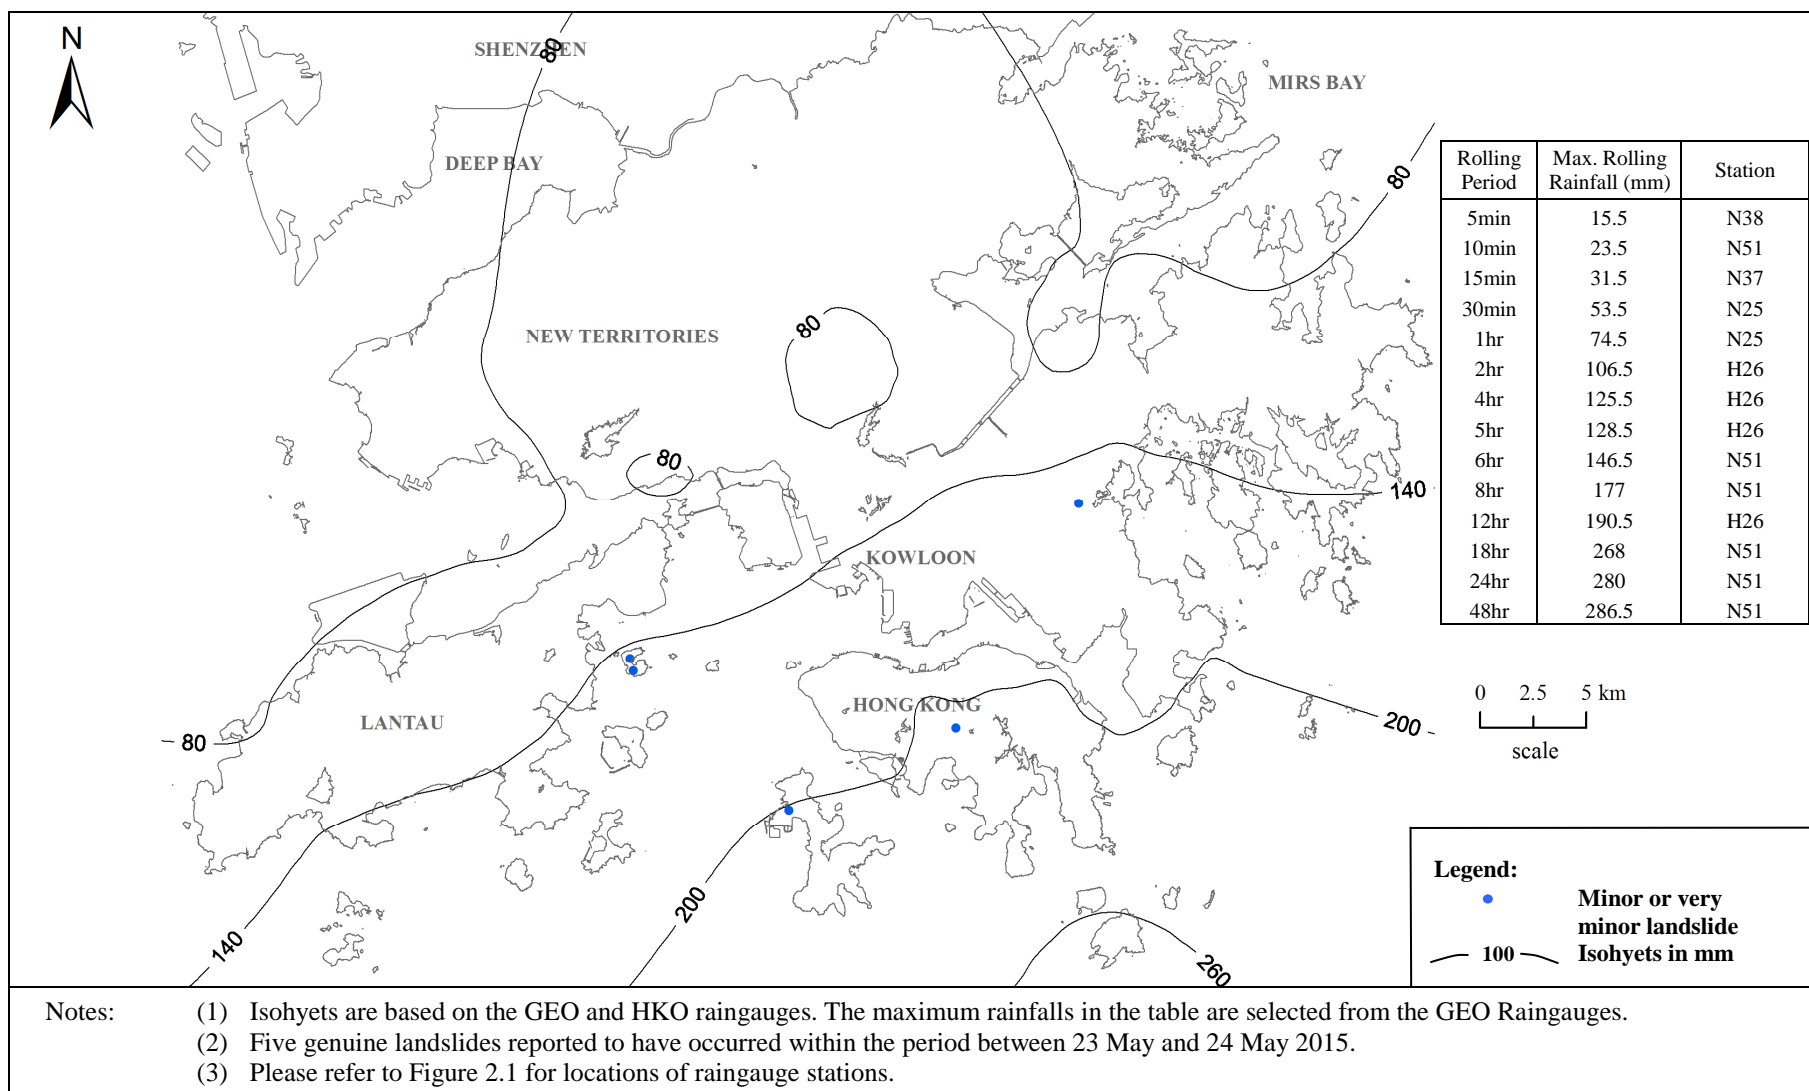 N
SHENZHEN
80
MIRS BAY
DEEP BAY
80
Rolling Period Max. Rolling Rainfall (mm) Station
5min 15.5 N38
10min 23.5 N51
15min 31.5 N37
30min 53.5 N25
1hr 74.5 N25
2hr 106.5 H26
4hr 125.5 H26
5hr 128.5 H26
6hr 146.5 N51
8hr 177 N51
12hr 190.5 H26
18hr 268 N51
24hr 280 N51
48hr 286.5 N51
NEW TERRITORIES
80
80
140
KOWLOON
HONG KONG
LANTAU
80
200
0 2.5 5 km
scale
200
140
260
Legend:
Minor or very
minor landslide
100 Isohyets in mm
Notes: (1) Isohyets are based on the GEO and HKO raingauges. The maximum rainfalls in the table are selected from the GEO Raingauges.
(2) Five genuine landslides reported to have occurred within the period between 23 May and 24 May 2015.
(3) Please refer to Figure 2.1 for locations of raingauge stations.